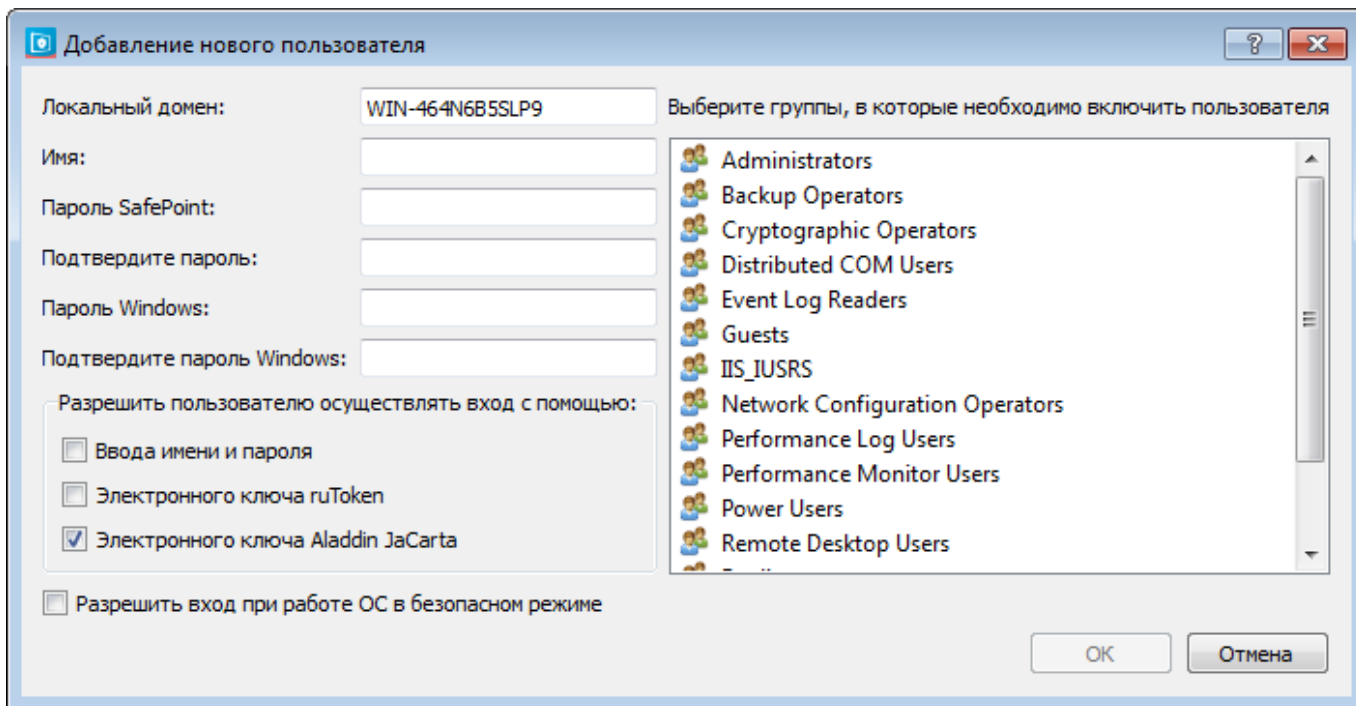 Добавление нового пользователя
Локальный домен:
WIN-464N6B5SLP9
Имя:
Пароль SafePoint:
Подтвердите пароль:
Пароль Windows:
Подтвердите пароль Windows:
Разрешить пользователю осуществлять вход с помощью:
Ввода имени и пароля
Электронного ключа ruToken
Электронного ключа Aladdin JaCarta
Разрешить вход при работе ОС в безопасном режиме
Выберите группы, в которые необходимо включить пользователя
Administrators
Backup Operators
Cryptographic Operators
Distributed COM Users
Event Log Readers
Guests
IIS_IUSRS
Network Configuration Operators
Performance Log Users
Performance Monitor Users
Power Users
Remote Desktop Users
OK
Отмена